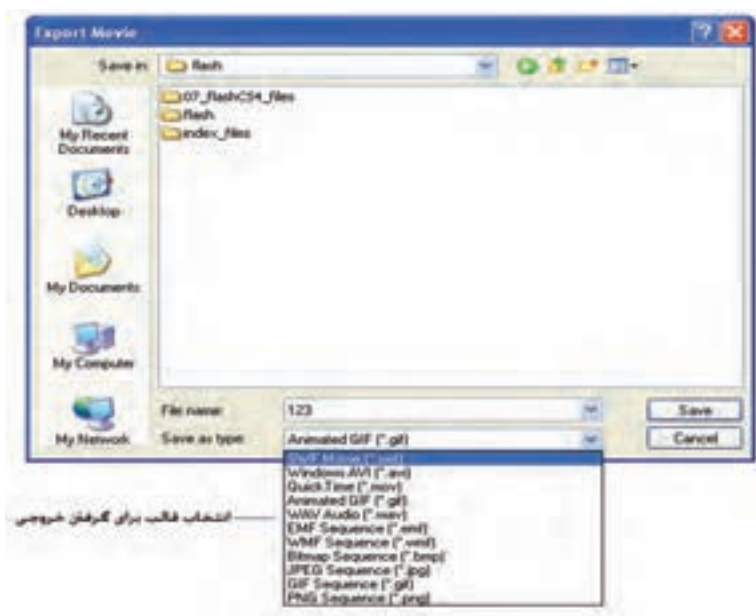 Export Movie
Save in:
flash
07_flashCS4_files
flash
index_files
My Recent
Documents
Desktop
My Documents
My Computer
My Network
File name:
123
Save
Save as type:
Animated GIF (*.gif)
Cancel
SWF Movie (*.swf)
Windows AVI (*.avi)
QuickTime (*.mov)
Animated GIF (*.gif)
WAV Audio (*.wav)
EMF Sequence (*.emf)
WMF Sequence (*.wmf)
Bitmap Sequence (*.bmp)
JPEG Sequence (*.jpg)
GIF Sequence (*.gif)
PNG Sequence (*.png)
انتخاب قالب برای گرفتن خروجی